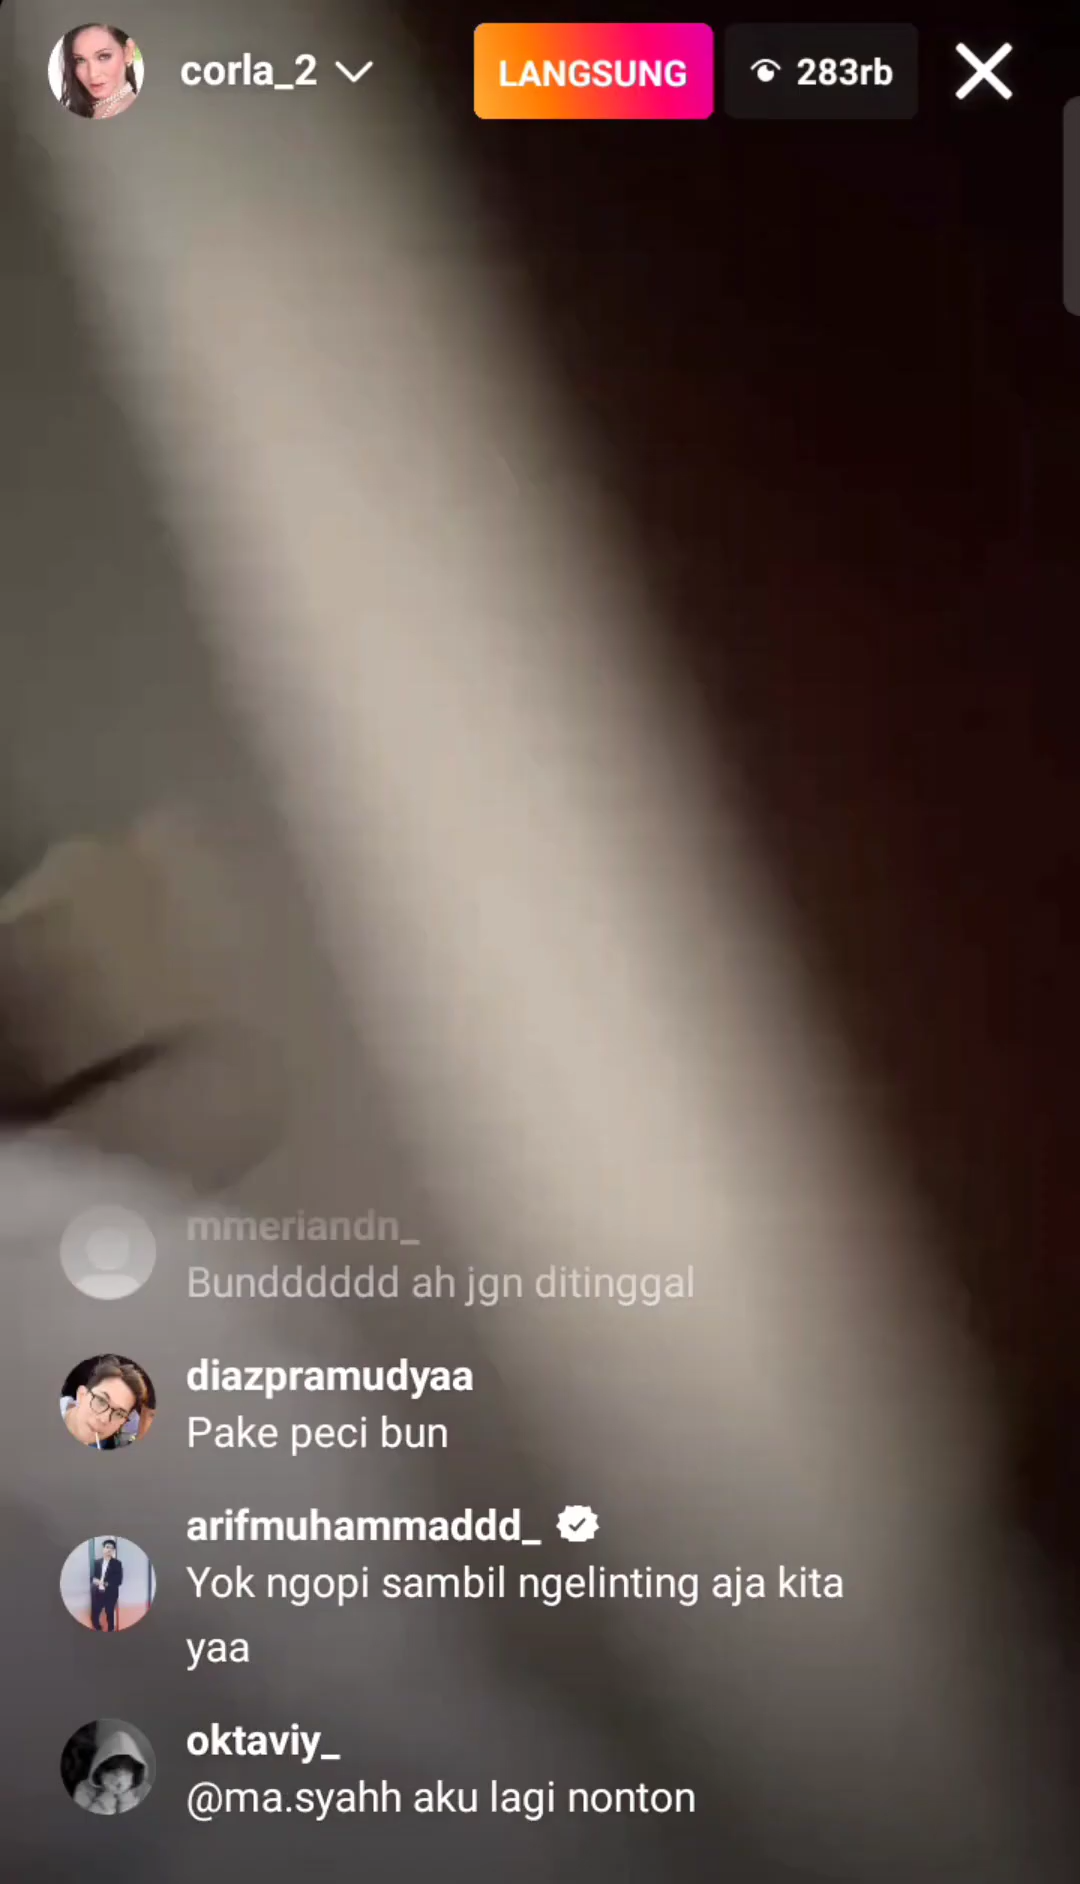 corla_2
LANGSUNG
283rb
mmeriandn_
Bundddddd ah jgn ditinggal
diazpramudyaa
Pake peci bun
arifmuhammaddd_
Yok ngopi sambil ngelinting aja kita
yaa
oktaviy_
@ma.syahh aku lagi nonton